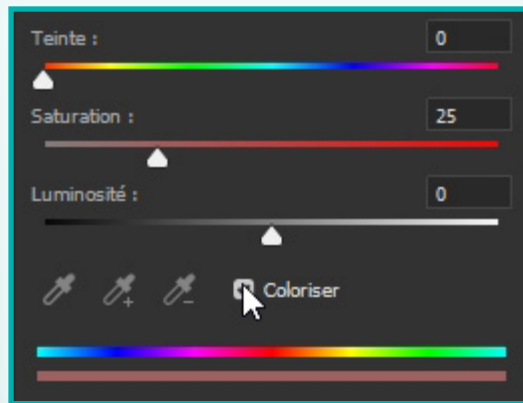 Teinte : 0
Saturation : 25
Luminosité : 0
Coloriser